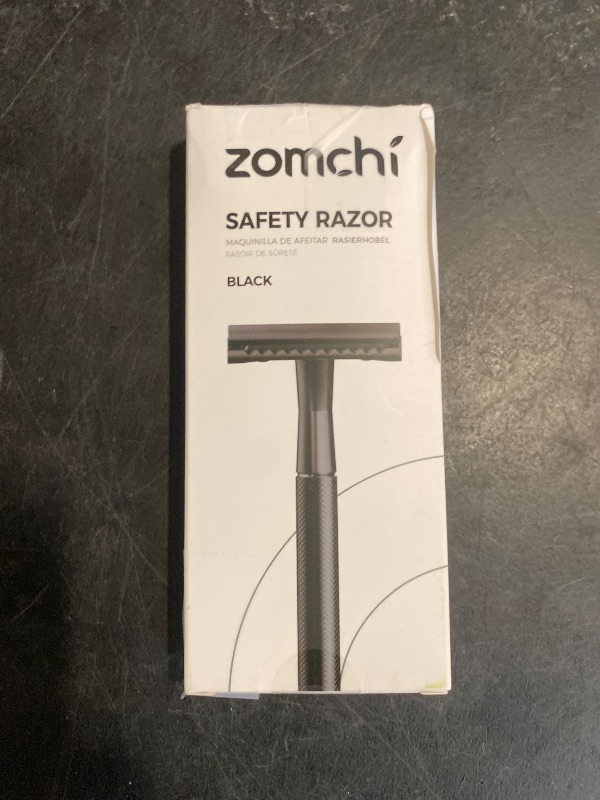 zomchi
SAFETY RAZOR
MAQUINILLA DE AFEITAR RASIERHOBEL
RASOIR DE SÛRETÉ
BLACK